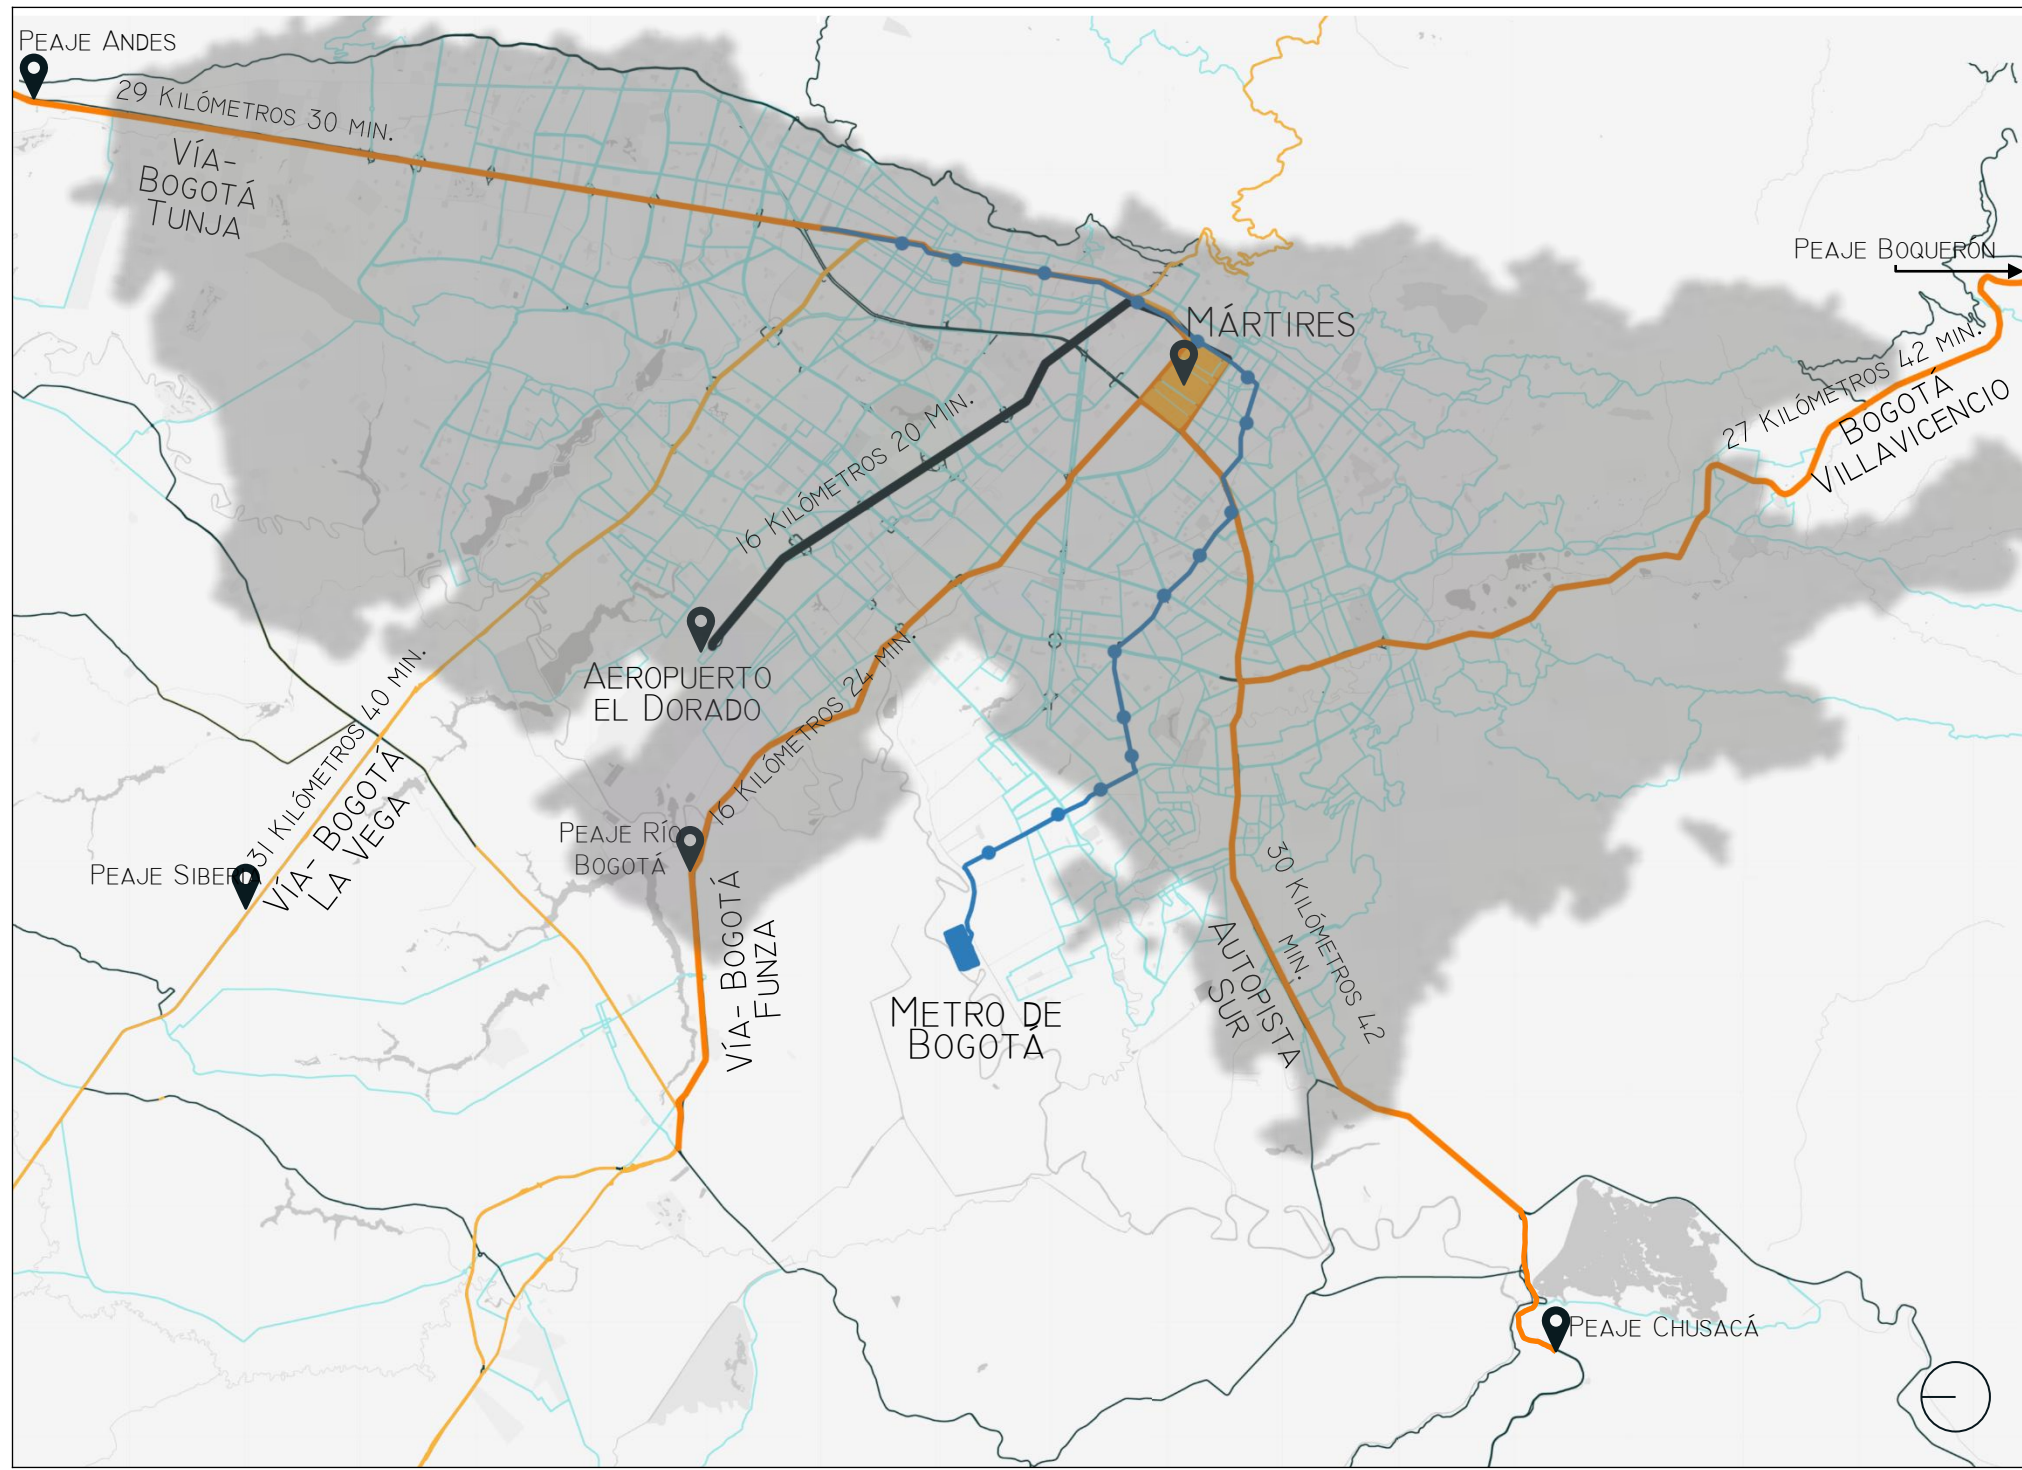 Peaje Andes
29 Kilómetros 30 min.
Vía-
Bogotá
Tunja
Peaje Boquerón
Mártires
27 Kilómetros 42 min.
Bogotá
Villavicencio
16 Kilómetros 20 Min.
Aeropuerto
el Dorado
16 Kilómetros 24 min.
31 Kilómetros 40 min.
Vía- Bogotá
La Vega
Peaje Siberia
Peaje Río
Bogotá
Vía- Bogotá
Funza
Metro de
Bogotá
30 Kilómetros 42
min.
Autopista
Sur
Peaje Chusacá